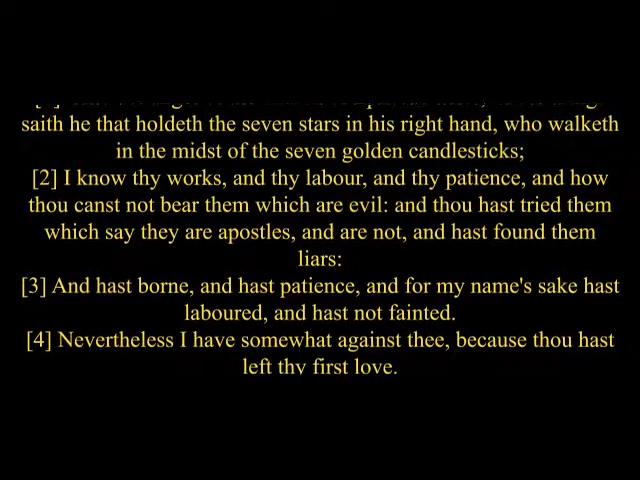 saith he that holdeth the seven stars in his right hand, who walketh
in the midst of the seven golden candlesticks;
[2] I know thy works, and thy labour, and thy patience, and how
thou canst not bear them which are evil: and thou hast tried them
which say they are apostles, and are not, and hast found them
liars:
[3] And hast borne, and hast patience, and for my name's sake hast
laboured, and hast not fainted.
[4] Nevertheless I have somewhat against thee, because thou hast
left thy first love.